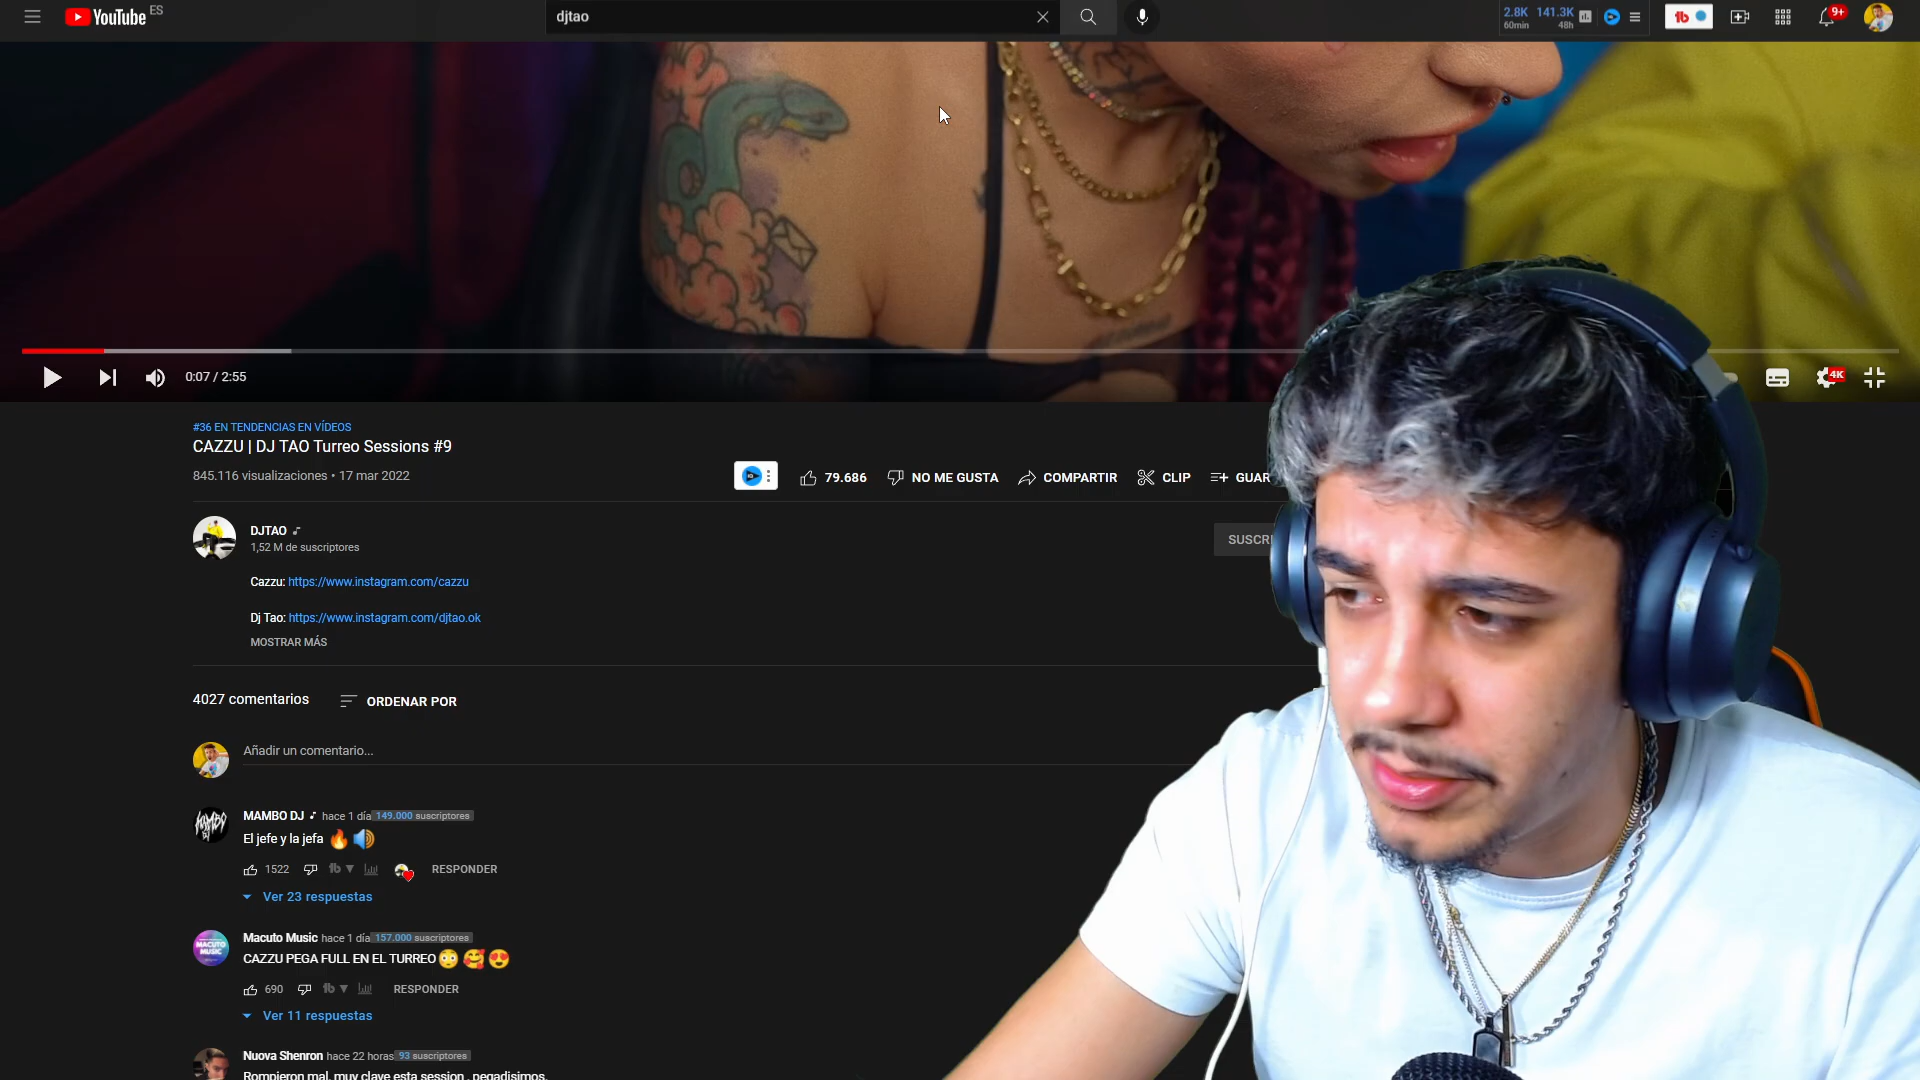 YouTube ES
djtao
2.8K 141.3K
60min 48h
tb
9+
0:07 / 2:55
4K
#36 EN TENDENCIAS EN VÍDEOS
CAZZU | DJ TAO Turreo Sessions #9
845.116 visualizaciones • 17 mar 2022
79.686 NO ME GUSTA COMPARTIR CLIP GUAR
DJTAO
1,52 M de suscriptores
SUSCRI
Cazzu: https://www.instagram.com/cazzu
Dj Tao: https://www.instagram.com/djtao.ok
MOSTRAR MÁS
4027 comentarios ORDENAR POR
Añadir un comentario...
MAMBO DJ hace 1 día 149.000 suscriptores
El jefe y la jefa 🔥🔊
1522 tb RESPONDER
Ver 23 respuestas
MACUTO MUSIC
Macuto Music hace 1 día 157.000 suscriptores
CAZZU PEGA FULL EN EL TURREO😳🥰😍
690 tb RESPONDER
Ver 11 respuestas
Nuova Shenron hace 22 horas 93 suscriptores
Rompieron mal, muy clave esta session , pegadisimos.